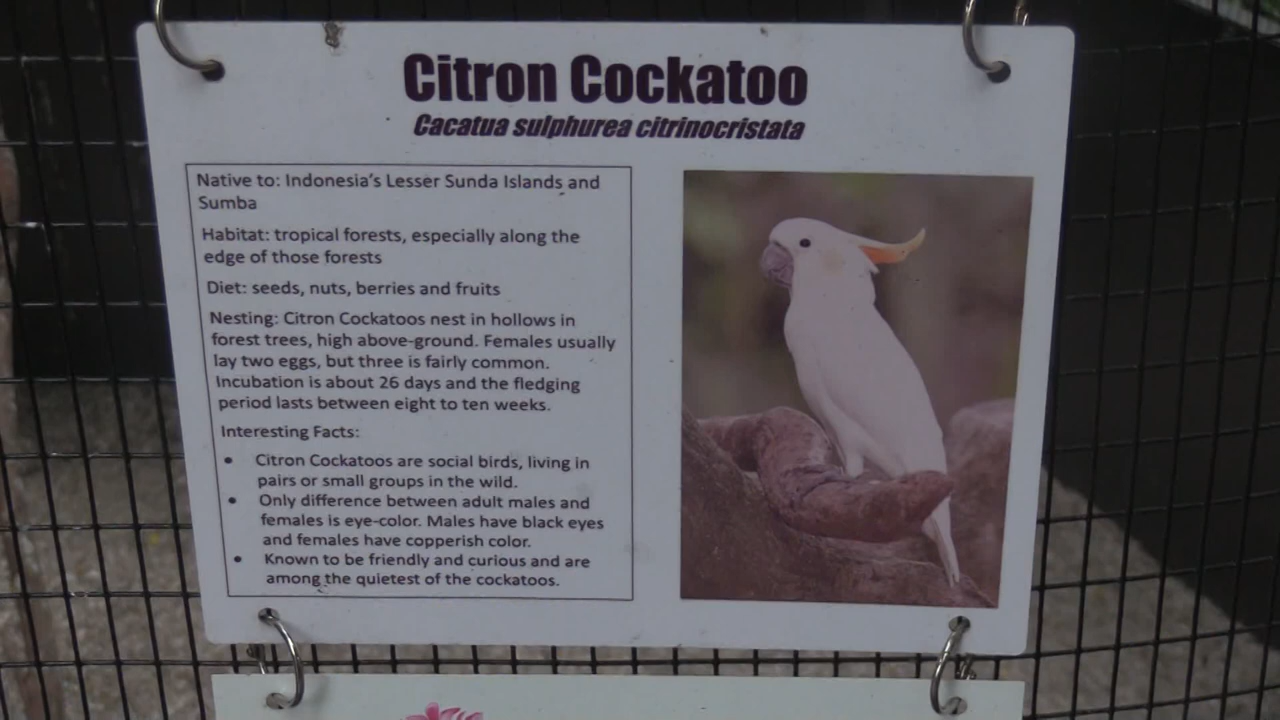 Citron Cockatoo
Cacatua sulphurea citrinocristata
Native to: Indonesia's Lesser Sunda Islands and
Sumba
Habitat: tropical forests, especially along the
edge of those forests
Diet: seeds, nuts, berries and fruits
Nesting: Citron Cockatoos nest in hollows in
forest trees, high above-ground. Females usually
lay two eggs, but three is fairly common.
Incubation is about 26 days and the fledging
period lasts between eight to ten weeks.
Interesting Facts:
• Citron Cockatoos are social birds, living in
pairs or small groups in the wild.
• Only difference between adult males and
females is eye-color. Males have black eyes
and females have copperish color.
• Known to be friendly and curious and are
among the quietest of the cockatoos.